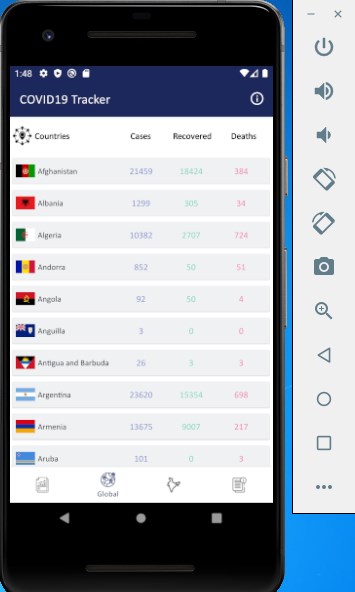 1:48
COVID19 Tracker
Countries Cases Recovered Deaths
Afghanistan 21459 18424 384
Albania 1299 305 34
Algeria 10382 2707 724
Andorra 852 50 51
Angola 92 50 4
Anguilla 3 0 0
Antigua and Barbuda 26 3 3
Argentina 23620 15354 698
Armenia 13675 9007 217
Aruba 101 0 3
Global